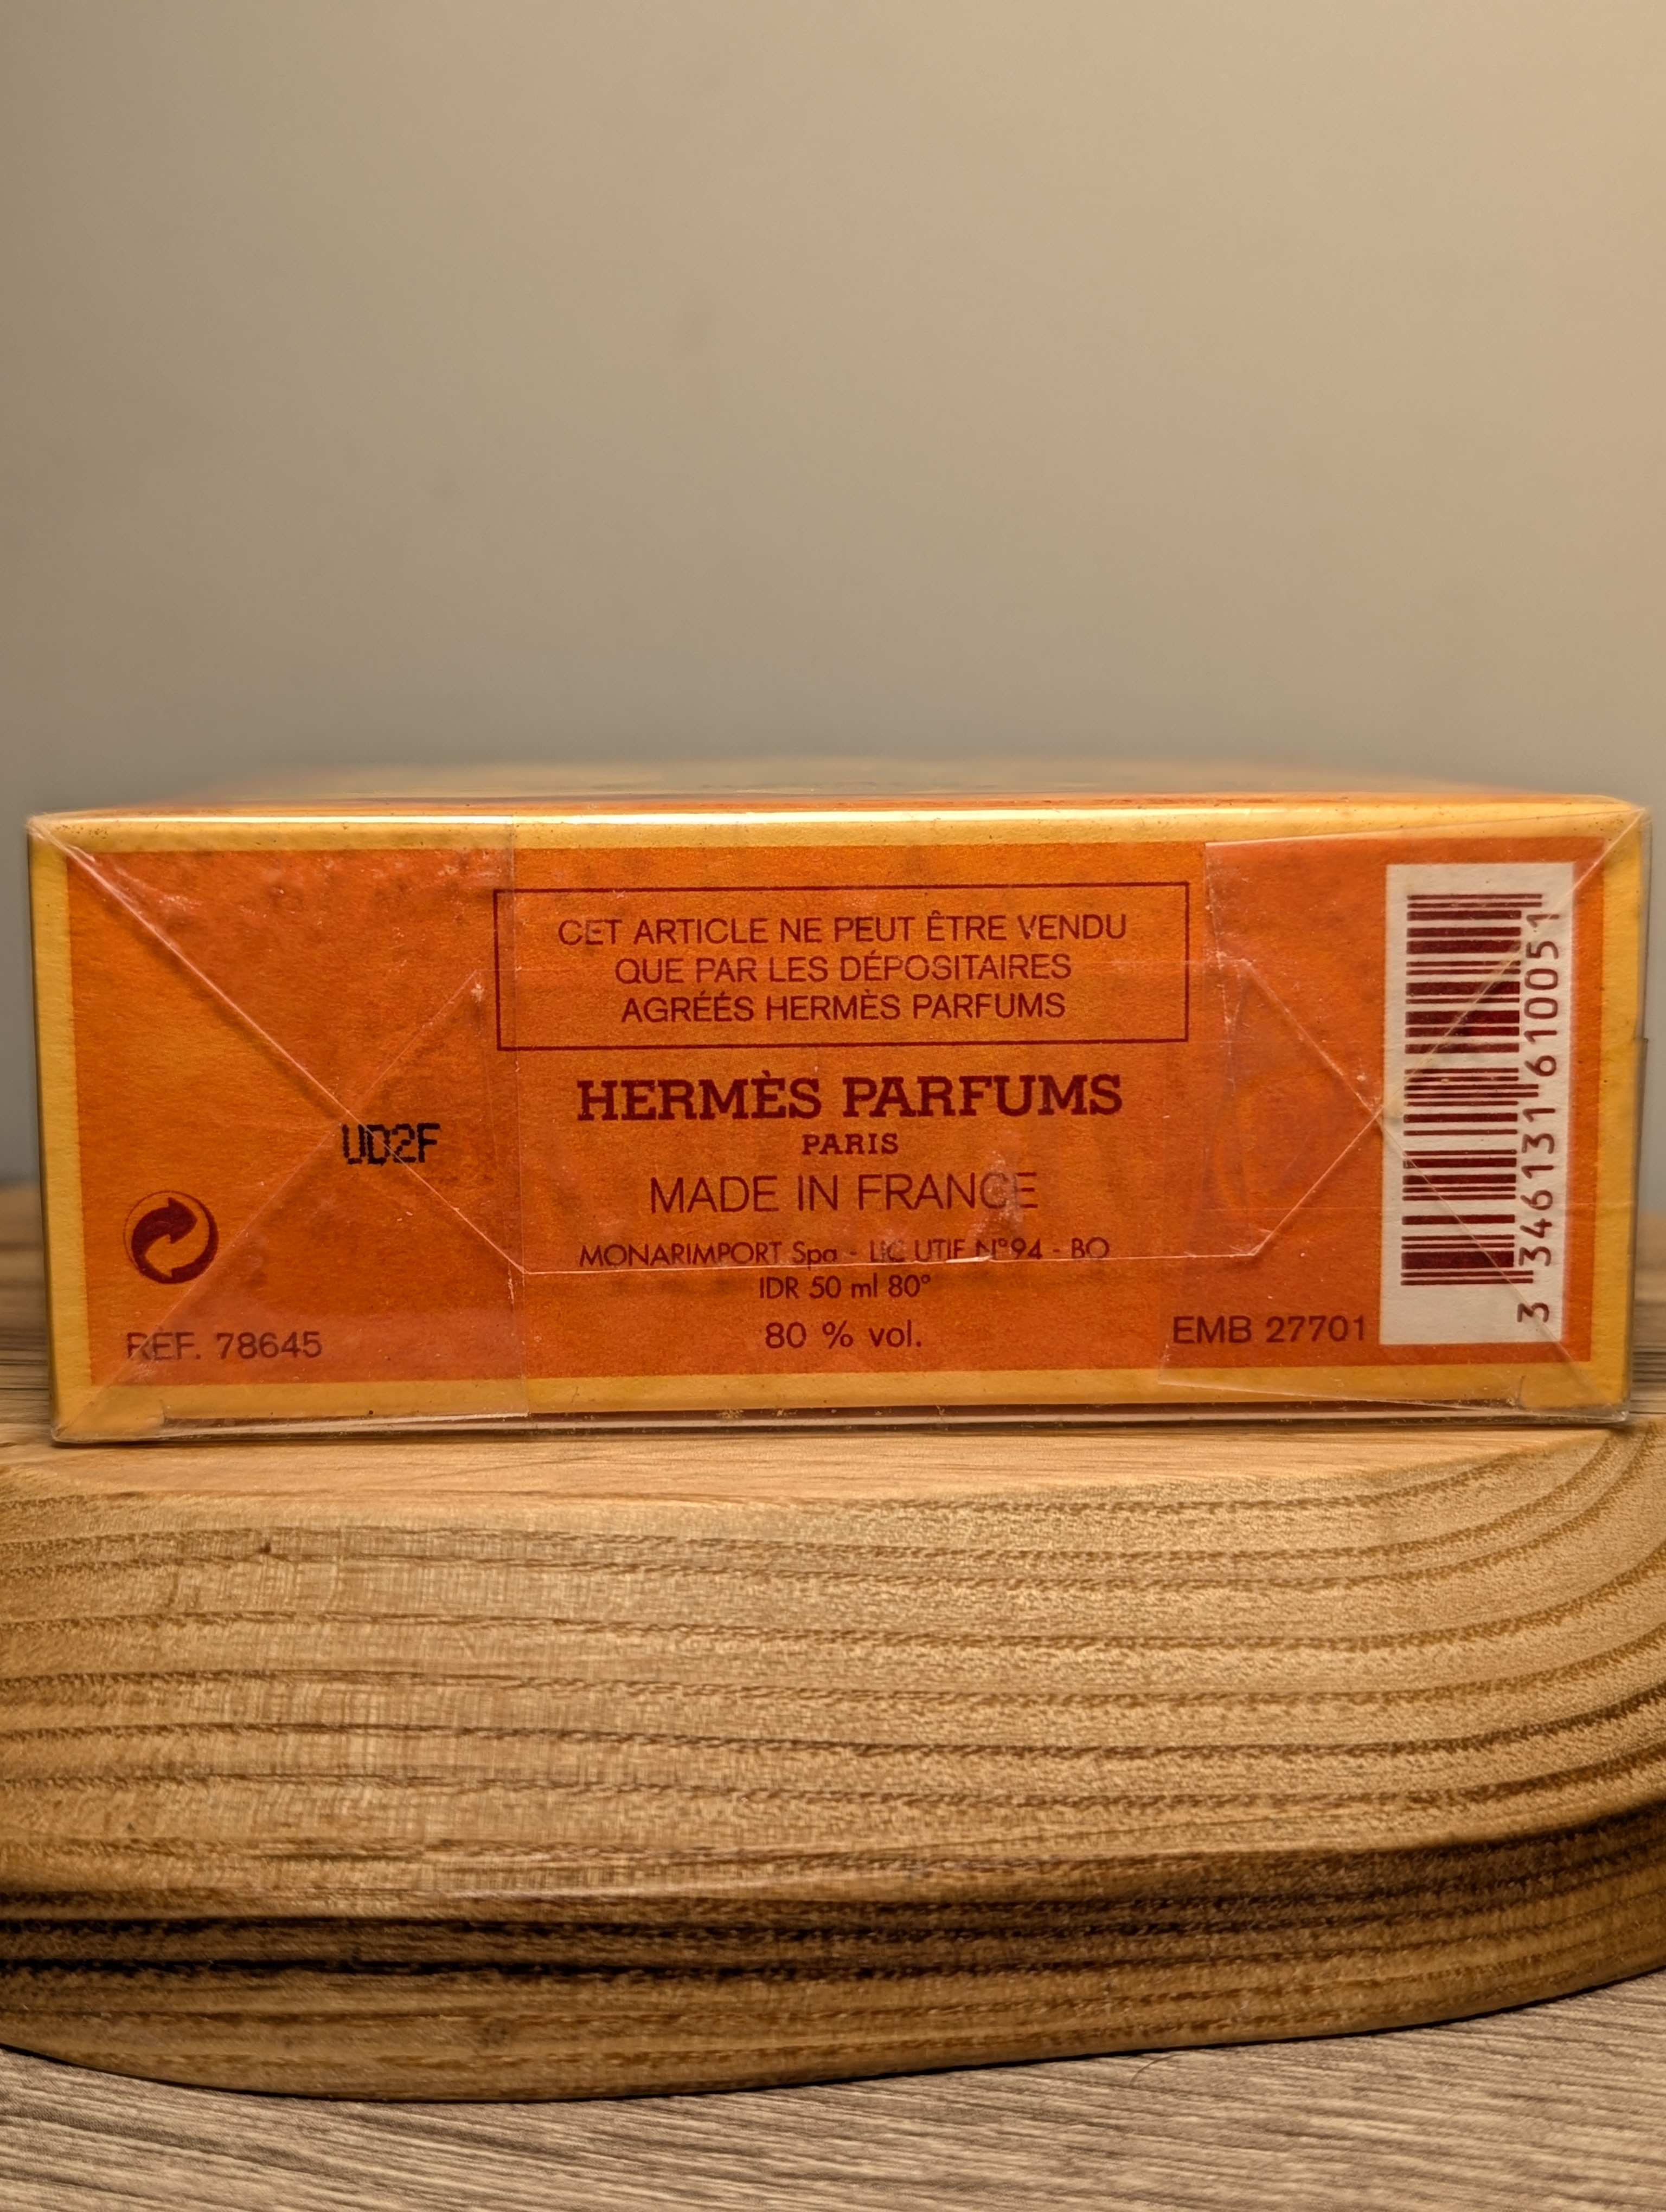 CET ARTICLE NE PEUT ÊTRE VENDU
QUE PAR LES DÉPOSITAIRES
AGRÉÉS HERMÈS PARFUMS
HERMÈS PARFUMS
PARIS
MADE IN FRANCE
MONARIMPORT Spa - LIC UTIF N°94 - BO
IDR 50 ml 80°
80 % vol.
UD2F
REF. 78645
EMB 27701
3 346131 610051